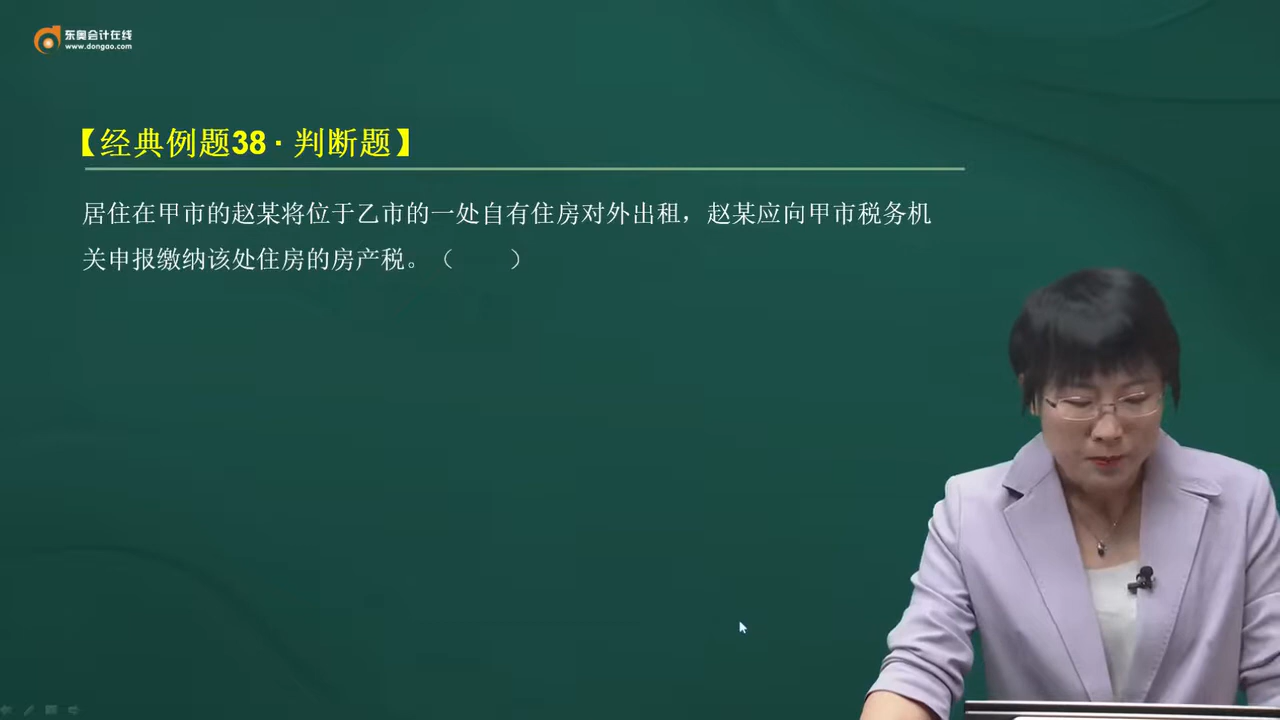 东奥会计在线
www.dongao.com
【经典例题38·判断题】
居住在甲市的赵某将位于乙市的一处自有住房对外出租，赵某应向甲市税务机
关申报缴纳该处住房的房产税。（　　）